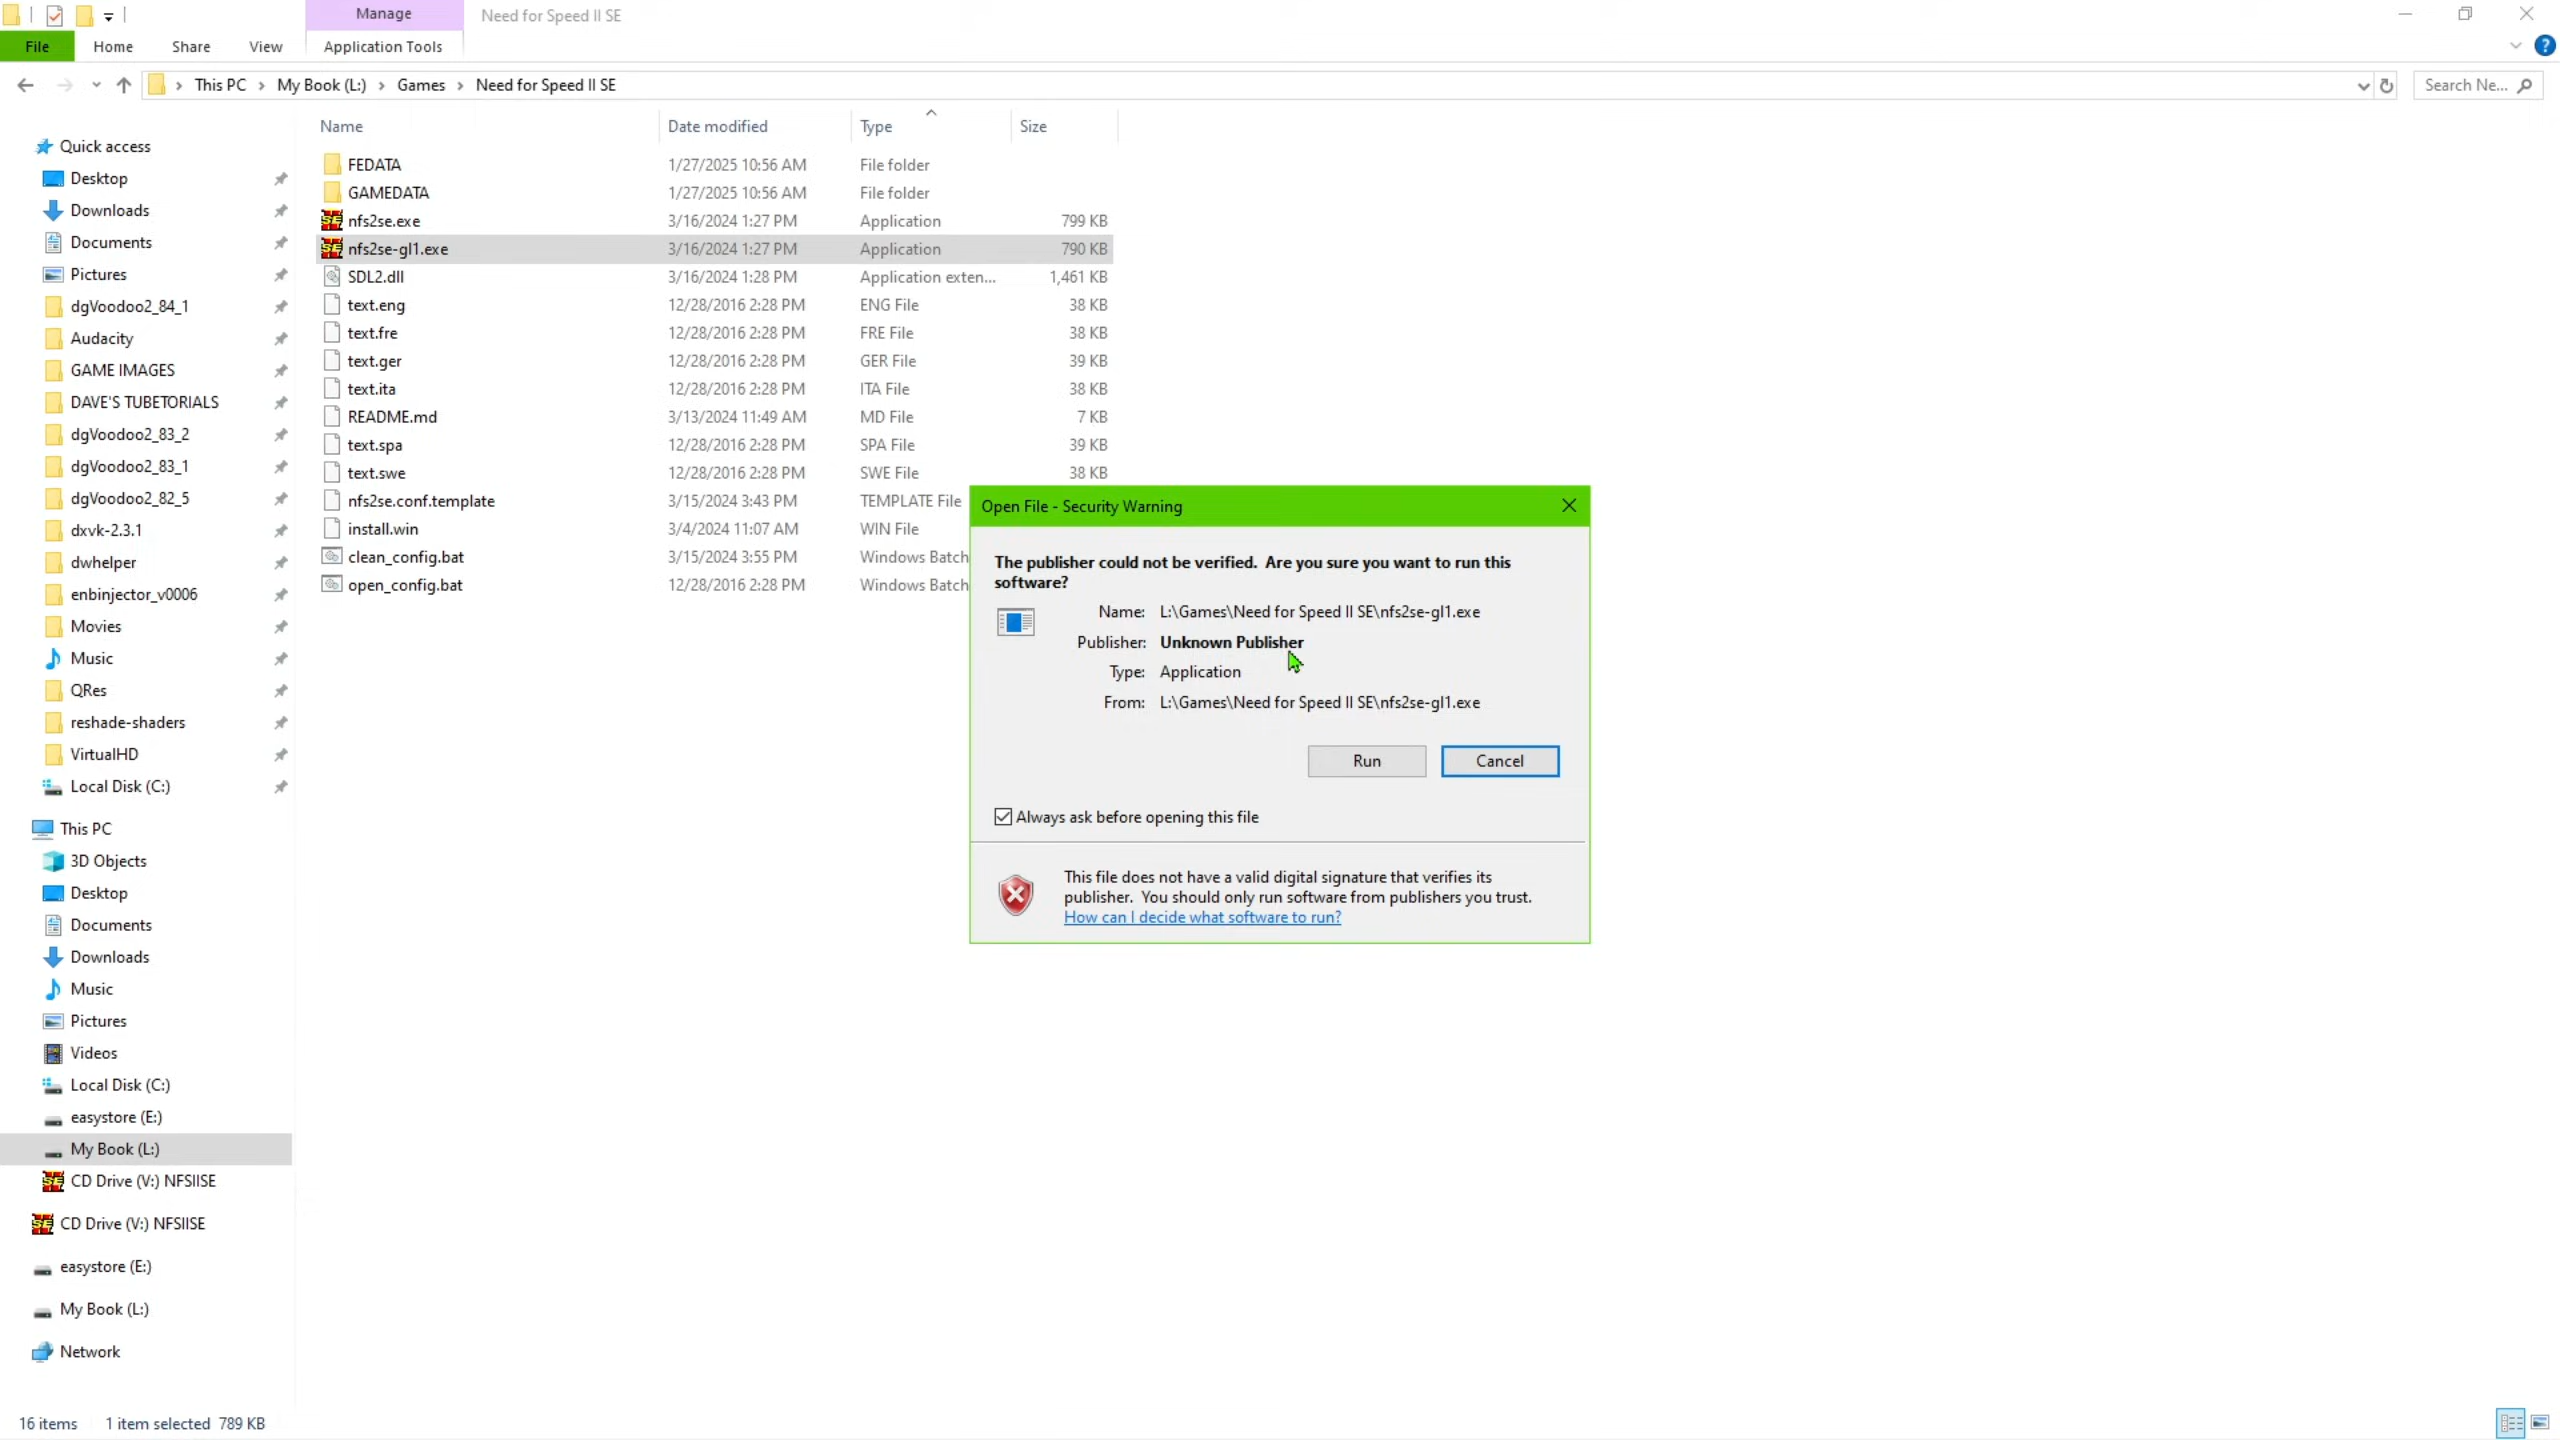 Manage
Need for Speed II SE
File
Home
Share
View
Application Tools
This PC
My Book (L:)
Games
Need for Speed II SE
Search Ne...
Name
Date modified
Type
Size
Quick access
Desktop
Downloads
Documents
Pictures
dgVoodoo2_84_1
Audacity
GAME IMAGES
DAVE'S TUBETORIALS
dgVoodoo2_83_2
dgVoodoo2_83_1
dgVoodoo2_82_5
dxvk-2.3.1
dwhelper
enbinjector_v0006
Movies
Music
QRes
reshade-shaders
VirtualHD
Local Disk (C:)
This PC
3D Objects
Desktop
Documents
Downloads
Music
Pictures
Videos
Local Disk (C:)
easystore (E:)
My Book (L:)
CD Drive (V:) NFSIISE
CD Drive (V:) NFSIISE
easystore (E:)
My Book (L:)
Network
FEDATA 1/27/2025 10:56 AM File folder
GAMEDATA 1/27/2025 10:56 AM File folder
nfs2se.exe 3/16/2024 1:27 PM Application 799 KB
nfs2se-gl1.exe 3/16/2024 1:27 PM Application 790 KB
SDL2.dll 3/16/2024 1:28 PM Application exten... 1,461 KB
text.eng 12/28/2016 2:28 PM ENG File 38 KB
text.fre 12/28/2016 2:28 PM FRE File 38 KB
text.ger 12/28/2016 2:28 PM GER File 39 KB
text.ita 12/28/2016 2:28 PM ITA File 38 KB
README.md 3/13/2024 11:49 AM MD File 7 KB
text.spa 12/28/2016 2:28 PM SPA File 39 KB
text.swe 12/28/2016 2:28 PM SWE File 38 KB
nfs2se.conf.template 3/15/2024 3:43 PM TEMPLATE File
install.win 3/4/2024 11:07 AM WIN File
clean_config.bat 3/15/2024 3:55 PM Windows Batch
open_config.bat 12/28/2016 2:28 PM Windows Batch
Open File - Security Warning
The publisher could not be verified. Are you sure you want to run this
software?
Name: L:\Games\Need for Speed II SE\nfs2se-gl1.exe
Publisher: Unknown Publisher
Type: Application
From: L:\Games\Need for Speed II SE\nfs2se-gl1.exe
Run
Cancel
Always ask before opening this file
This file does not have a valid digital signature that verifies its
publisher. You should only run software from publishers you trust.
How can I decide what software to run?
16 items 1 item selected 789 KB